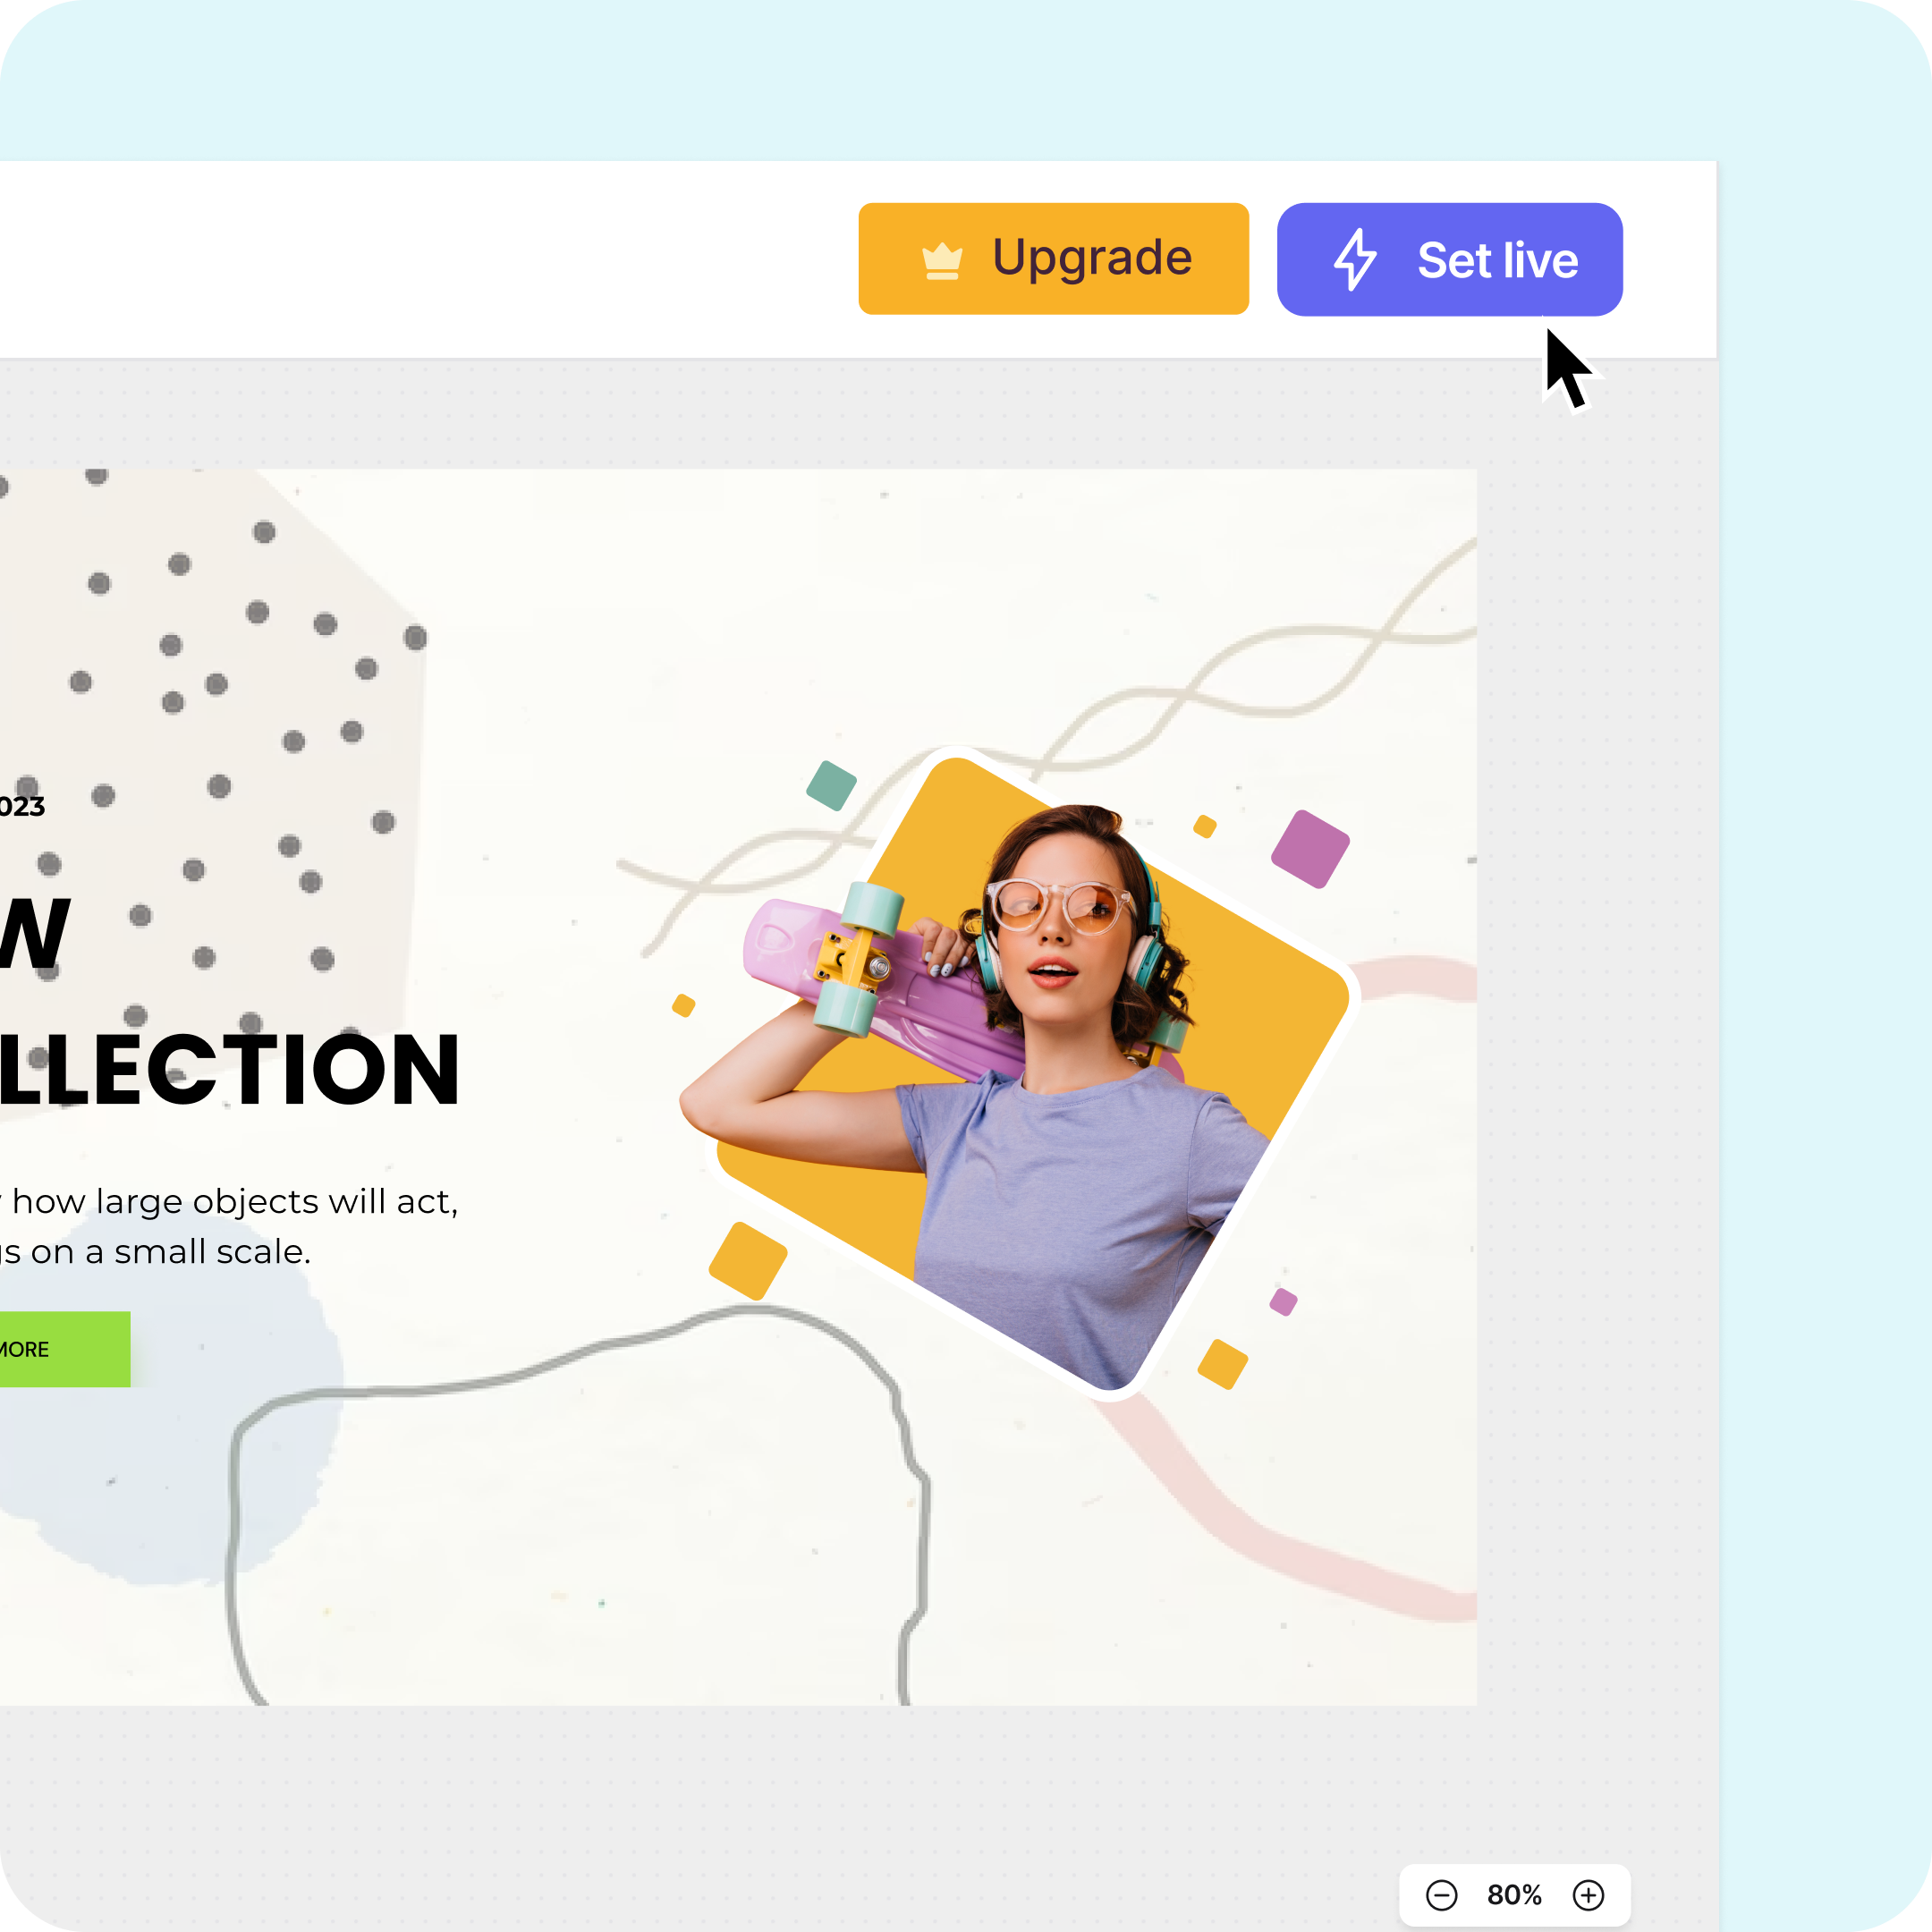 Upgrade
Set live
023
W
LLECTION
how large objects will act,
s on a small scale.
MORE
80%